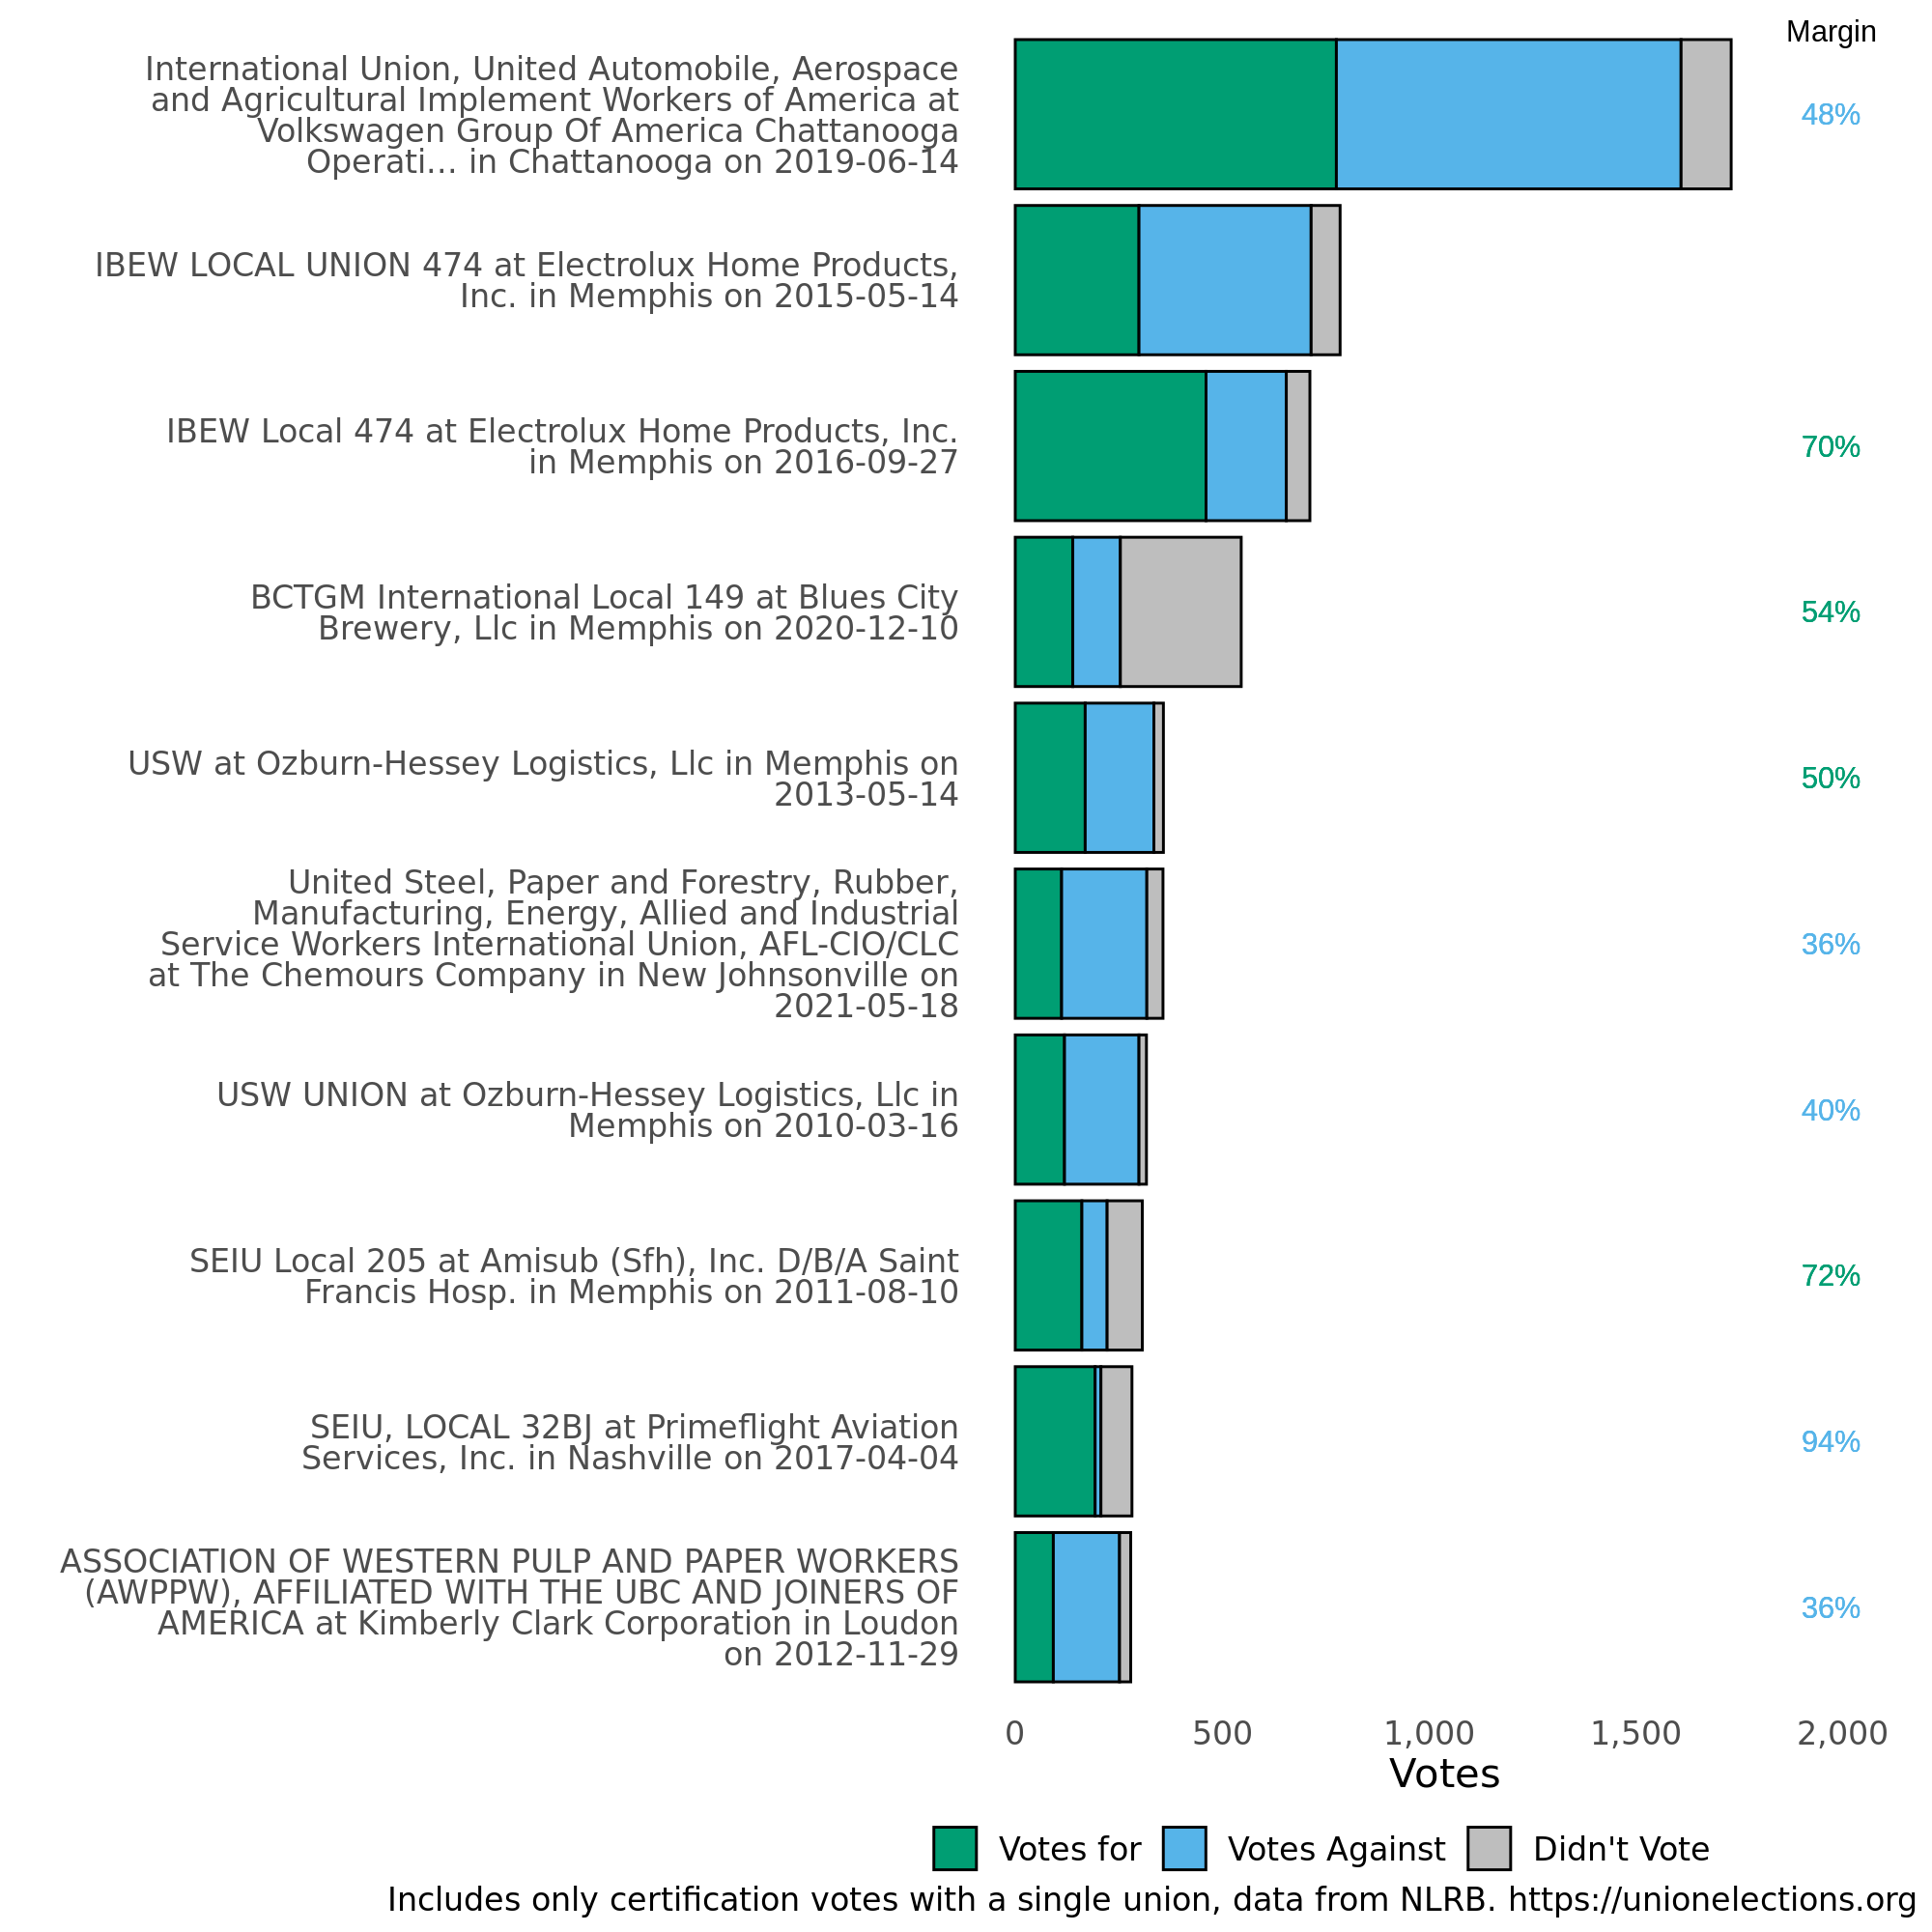 Margin
International Union, United Automobile, Aerospace
and Agricultural Implement Workers of America at
Volkswagen Group Of America Chattanooga
Operati... in Chattanooga on 2019-06-14
48%
IBEW LOCAL UNION 474 at Electrolux Home Products,
Inc. in Memphis on 2015-05-14
IBEW Local 474 at Electrolux Home Products, Inc.
in Memphis on 2016-09-27
70%
BCTGM International Local 149 at Blues City
Brewery, Llc in Memphis on 2020-12-10
54%
USW at Ozburn-Hessey Logistics, Llc in Memphis on
2013-05-14
50%
United Steel, Paper and Forestry, Rubber,
Manufacturing, Energy, Allied and Industrial
Service Workers International Union, AFL-CIO/CLC
at The Chemours Company in New Johnsonville on
2021-05-18
36%
USW UNION at Ozburn-Hessey Logistics, Llc in
Memphis on 2010-03-16
40%
SEIU Local 205 at Amisub (Sfh), Inc. D/B/A Saint
Francis Hosp. in Memphis on 2011-08-10
72%
SEIU, LOCAL 32BJ at Primeflight Aviation
Services, Inc. in Nashville on 2017-04-04
94%
ASSOCIATION OF WESTERN PULP AND PAPER WORKERS
(AWPPW), AFFILIATED WITH THE UBC AND JOINERS OF
AMERICA at Kimberly Clark Corporation in Loudon
on 2012-11-29
36%
0 500 1,000 1,500 2,000
Votes
Votes for Votes Against Didn't Vote
Includes only certification votes with a single union, data from NLRB. https://unionelections.org